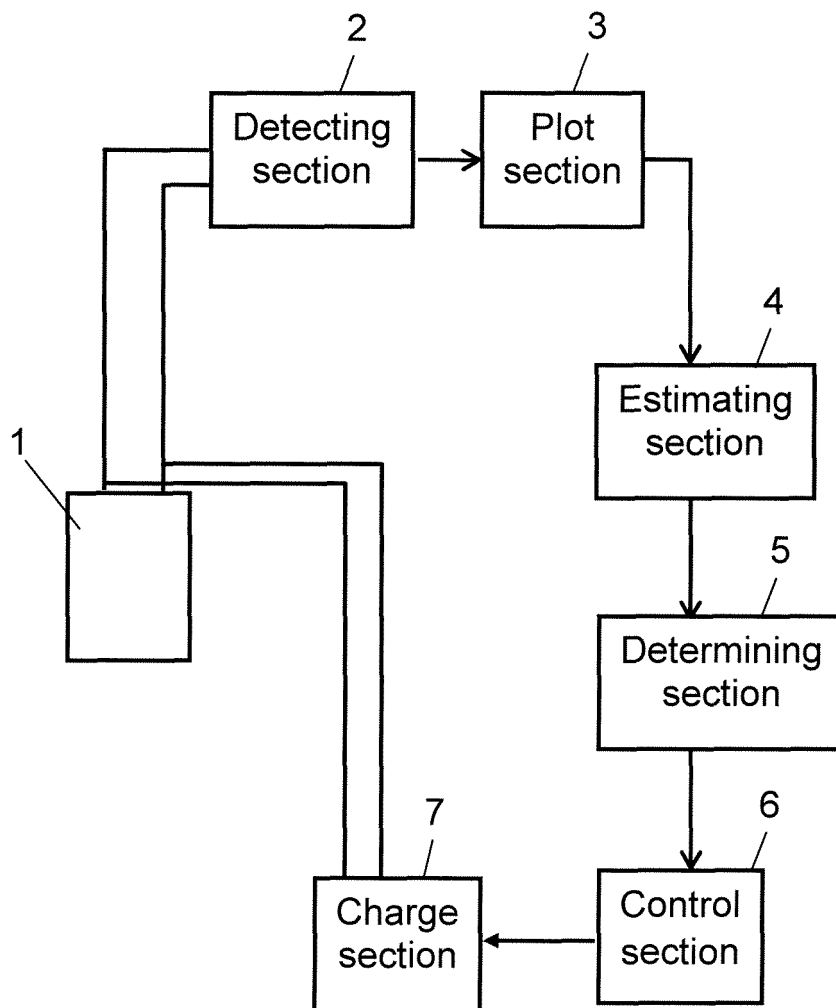 2
3
Detecting
section
Plot
section
4
Estimating
section
1
5
Determining
section
7
6
Charge
section
Control
section